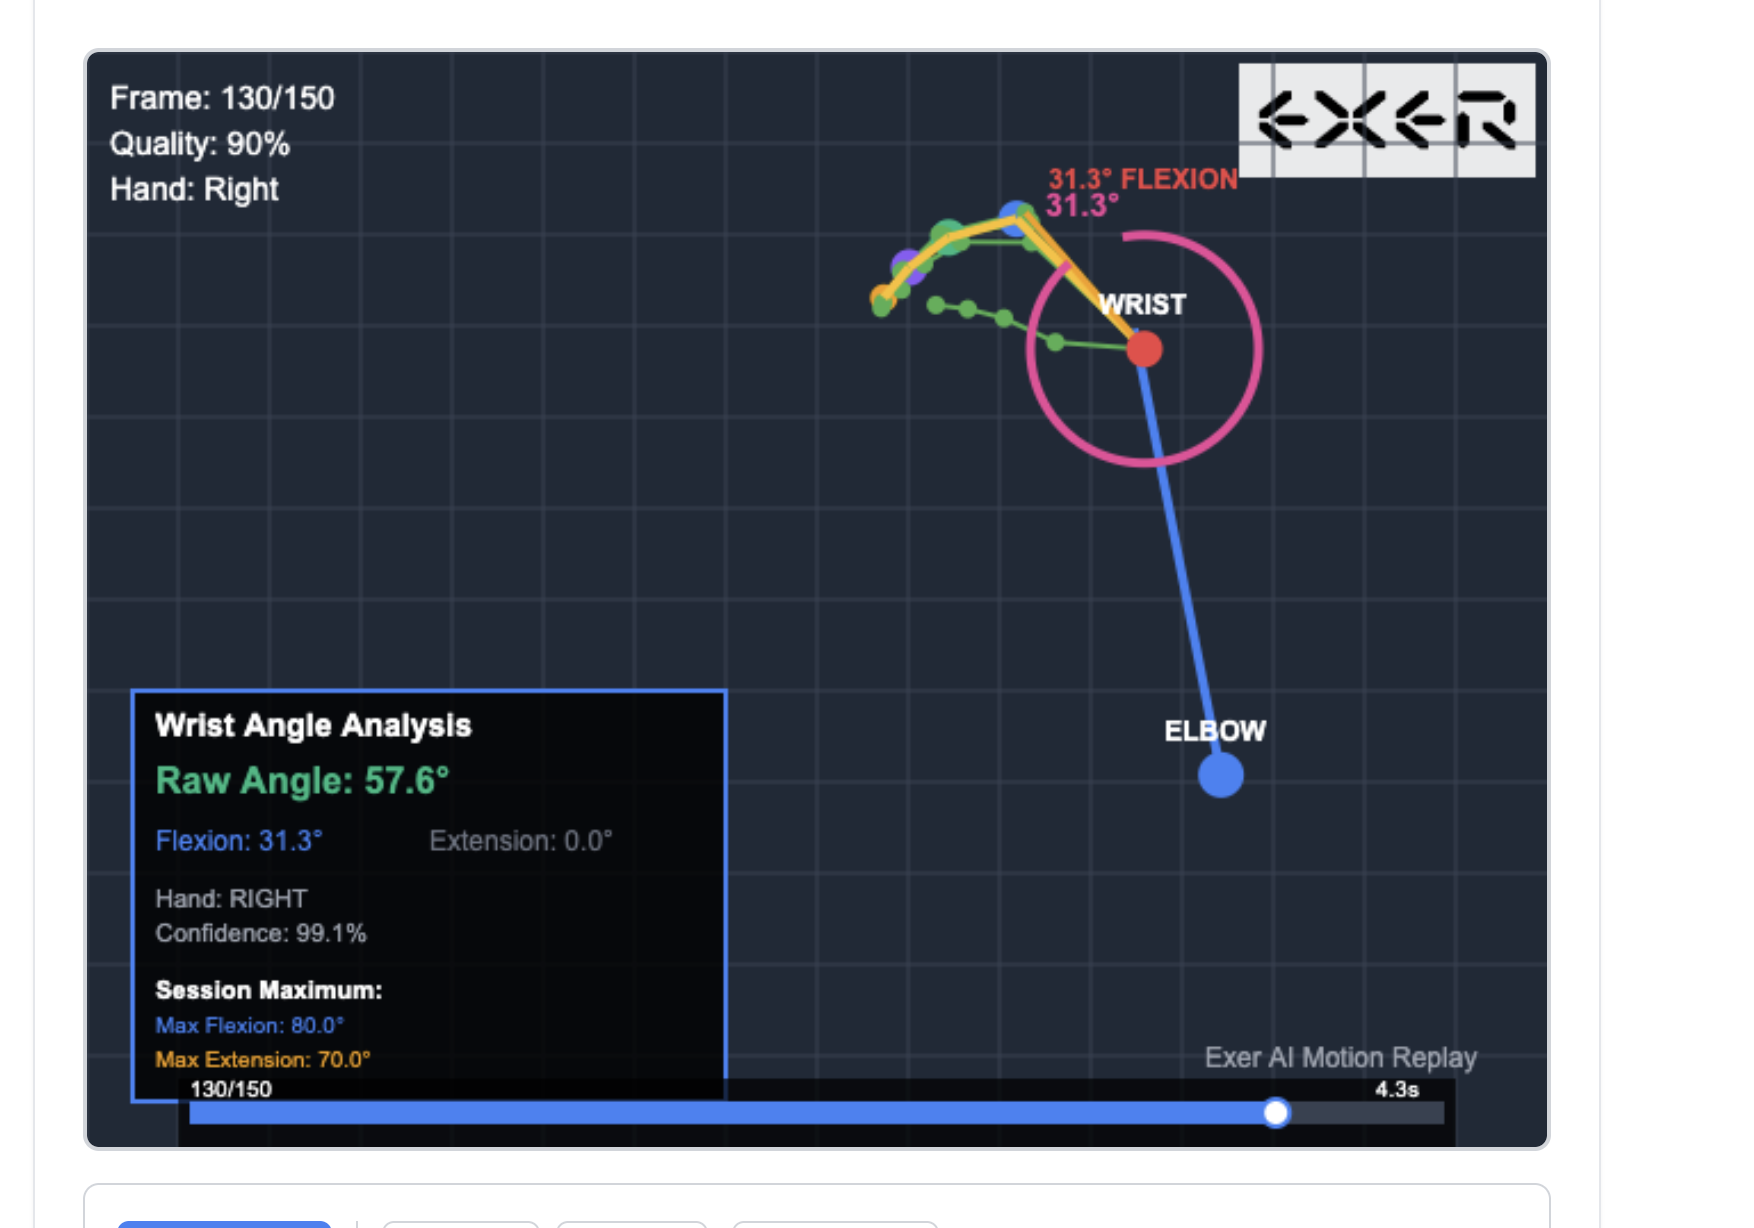 Frame: 130/150
Quality: 90%
Hand: Right
EXER
31.3° FLEXION
31.3°
WRIST
ELBOW
Wrist Angle Analysis
Raw Angle: 57.6°
Flexion: 31.3° Extension: 0.0°
Hand: RIGHT
Confidence: 99.1%
Session Maximum:
Max Flexion: 80.0°
Max Extension: 70.0°
Exer AI Motion Replay
130/150 4.3s